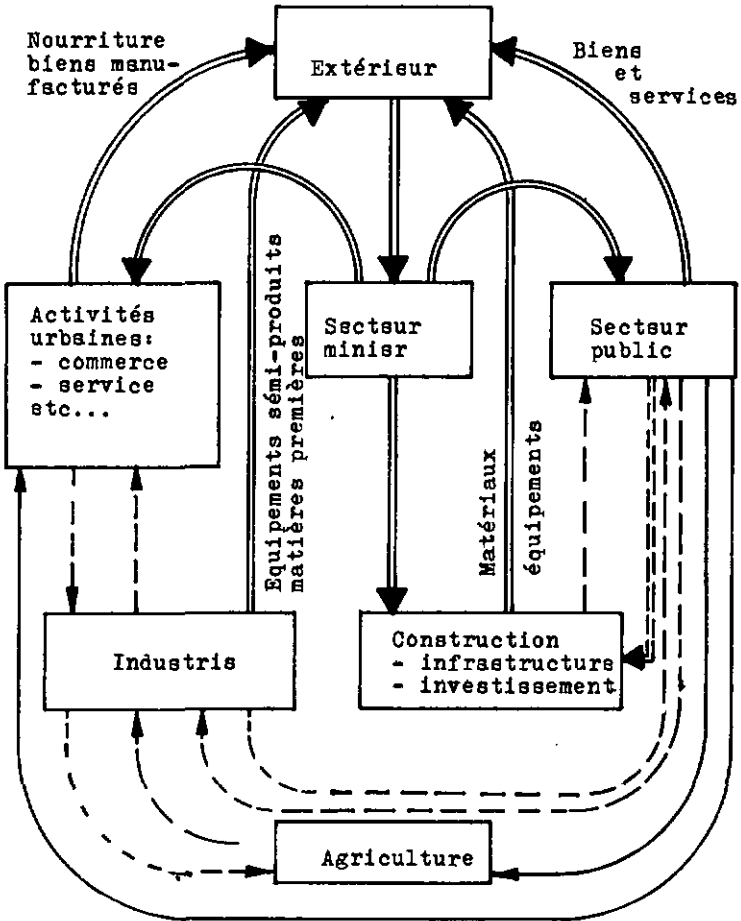 Nourriture
biens manu-
facturés
Extérieur
Biens
et
services
Activités
urbaines:
- commerce
- service
etc...
Secteur
minier
Secteur
public
Equipements sémi-produits
matières premières
Matériaux
équipements
Industrie
Construction
- infrastructure
- investissement
Agriculture